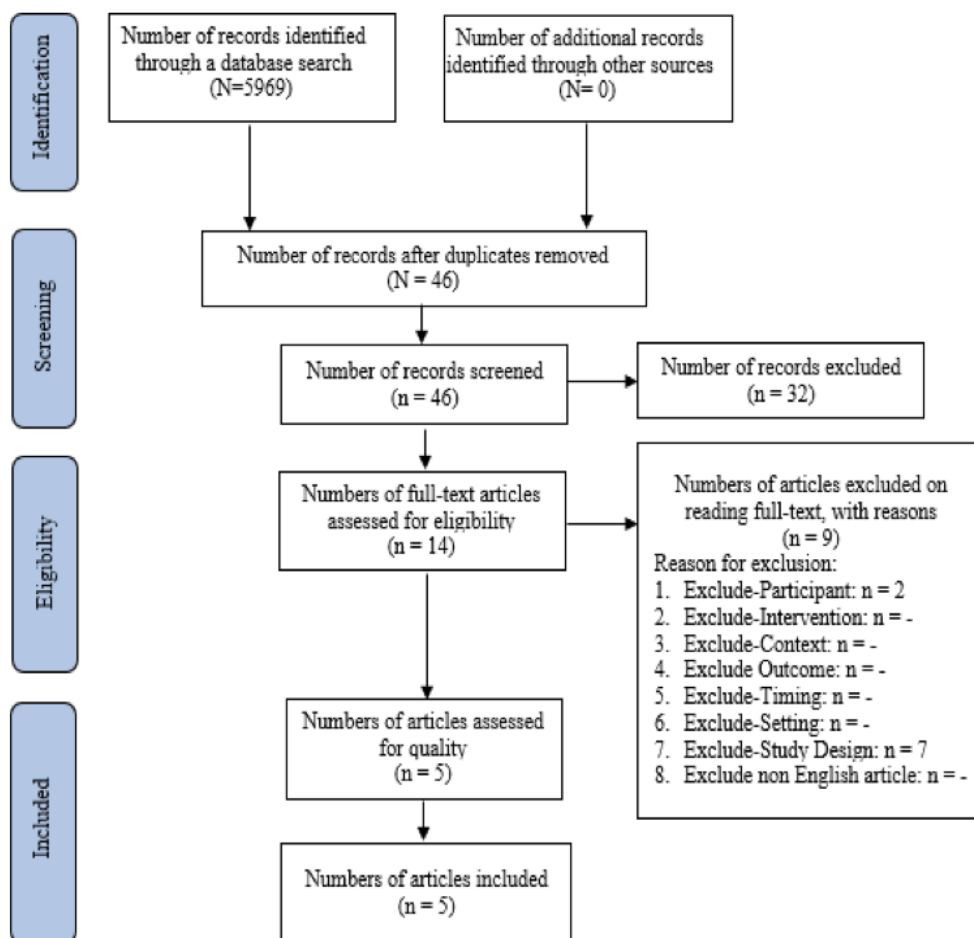 Identification
Number of records identified
through a database search
(N=5969)
Number of additional records
identified through other sources
(N= 0)
Screening
Number of records after duplicates removed
(N = 46)
Number of records screened
(n = 46)
Number of records excluded
(n = 32)
Eligibility
Numbers of full-text articles
assessed for eligibility
(n = 14)
Numbers of articles excluded on
reading full-text, with reasons
(n = 9)
Reason for exclusion:
1. Exclude-Participant: n = 2
2. Exclude-Intervention: n = -
3. Exclude-Context: n = -
4. Exclude Outcome: n = -
5. Exclude-Timing: n = -
6. Exclude-Setting: n = -
7. Exclude-Study Design: n = 7
8. Exclude non English article: n = -
Included
Numbers of articles assessed
for quality
(n = 5)
Numbers of articles included
(n = 5)